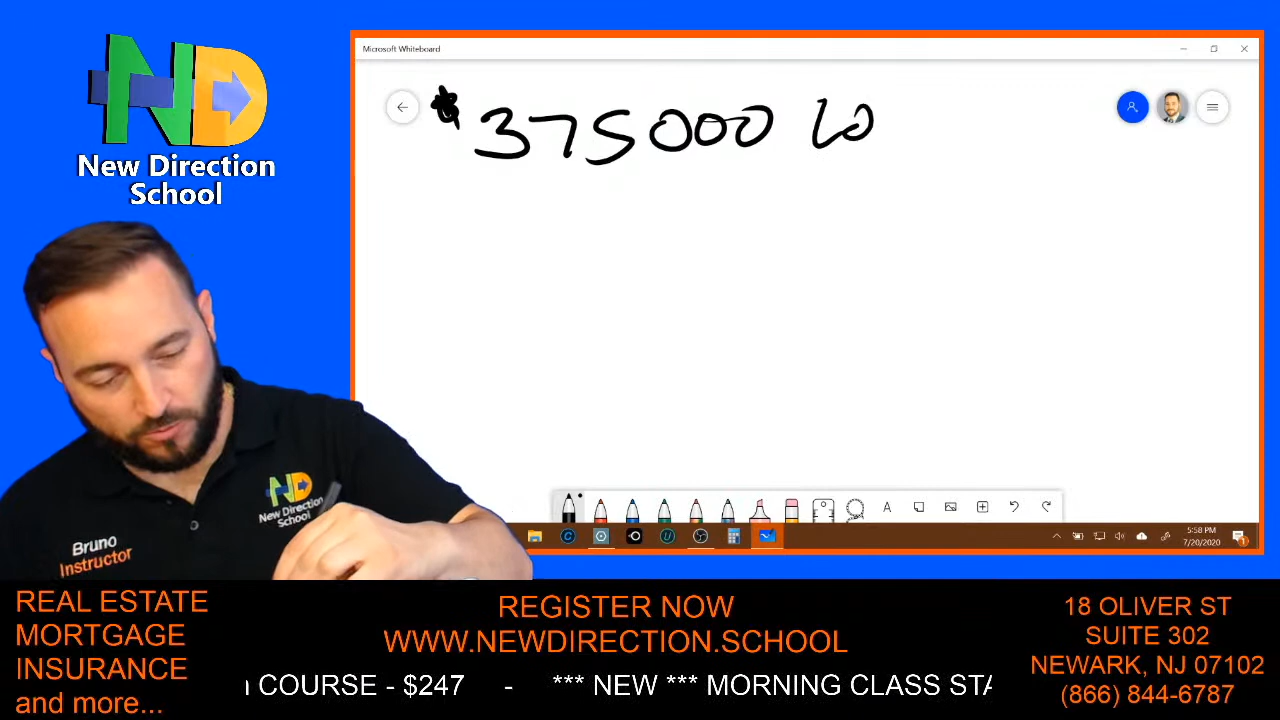 Microsoft Whiteboard
ND
New Direction
School
375000 lo
ND
New Direction
School
Bruno
Instructor
A
5:58 PM
7/20/2020
REAL ESTATE
MORTGAGE
INSURANCE
and more...
REGISTER NOW
WWW.NEWDIRECTION.SCHOOL
COURSE - $247 - *** NEW *** MORNING CLASS STA
18 OLIVER ST
SUITE 302
NEWARK, NJ 07102
(866) 844-6787